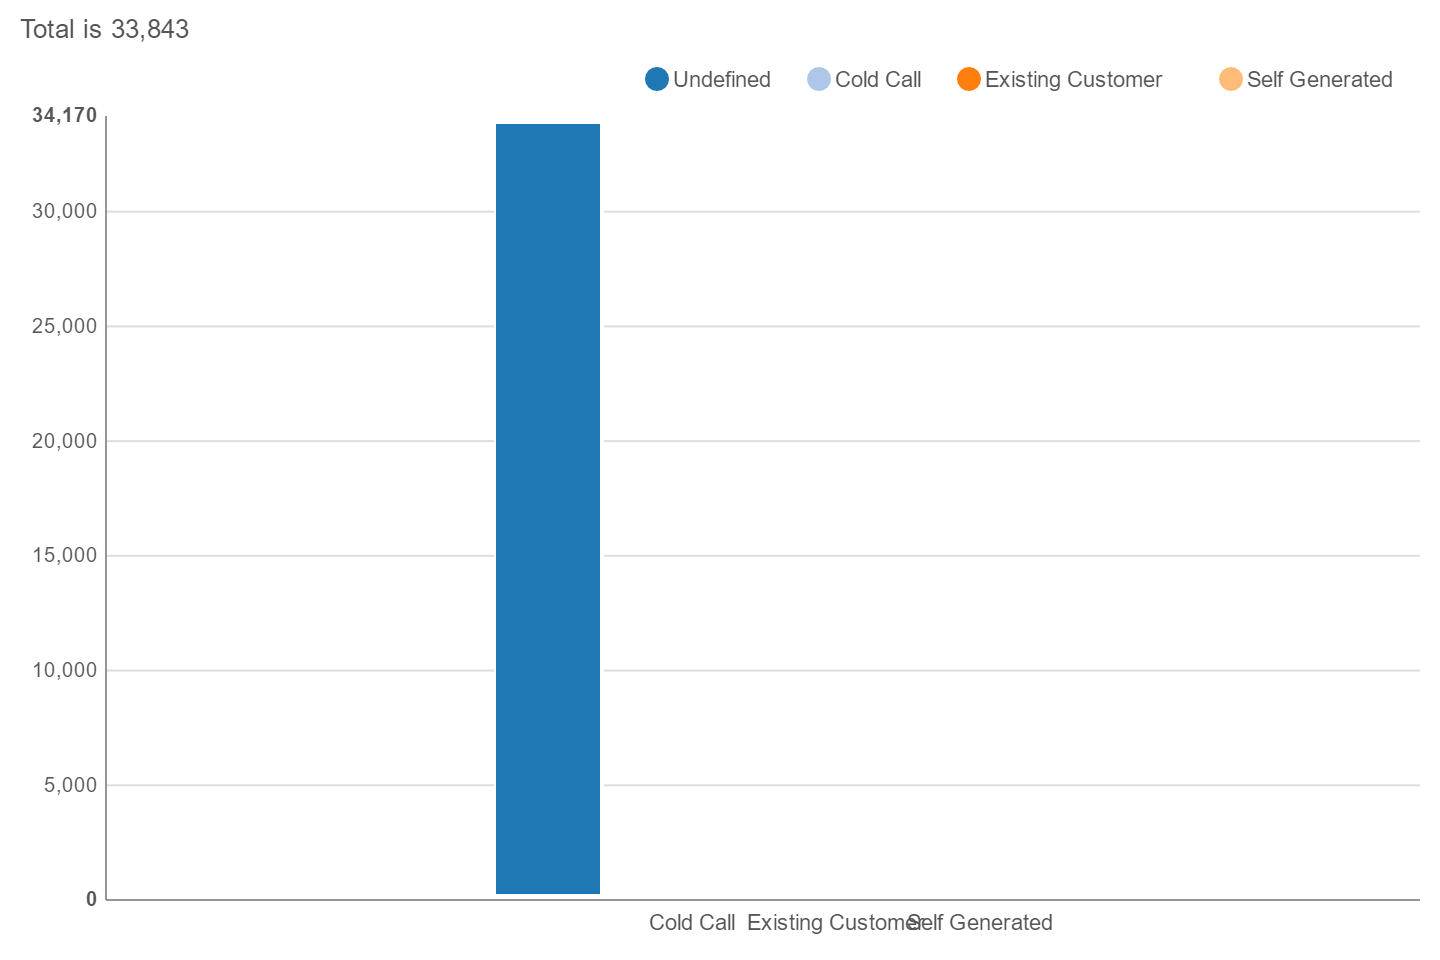 Total is 33,843
Undefined Cold Call Existing Customer Self Generated
34,170
30,000
25,000
20,000
15,000
10,000
5,000
0
Cold Call Existing Customer Self Generated